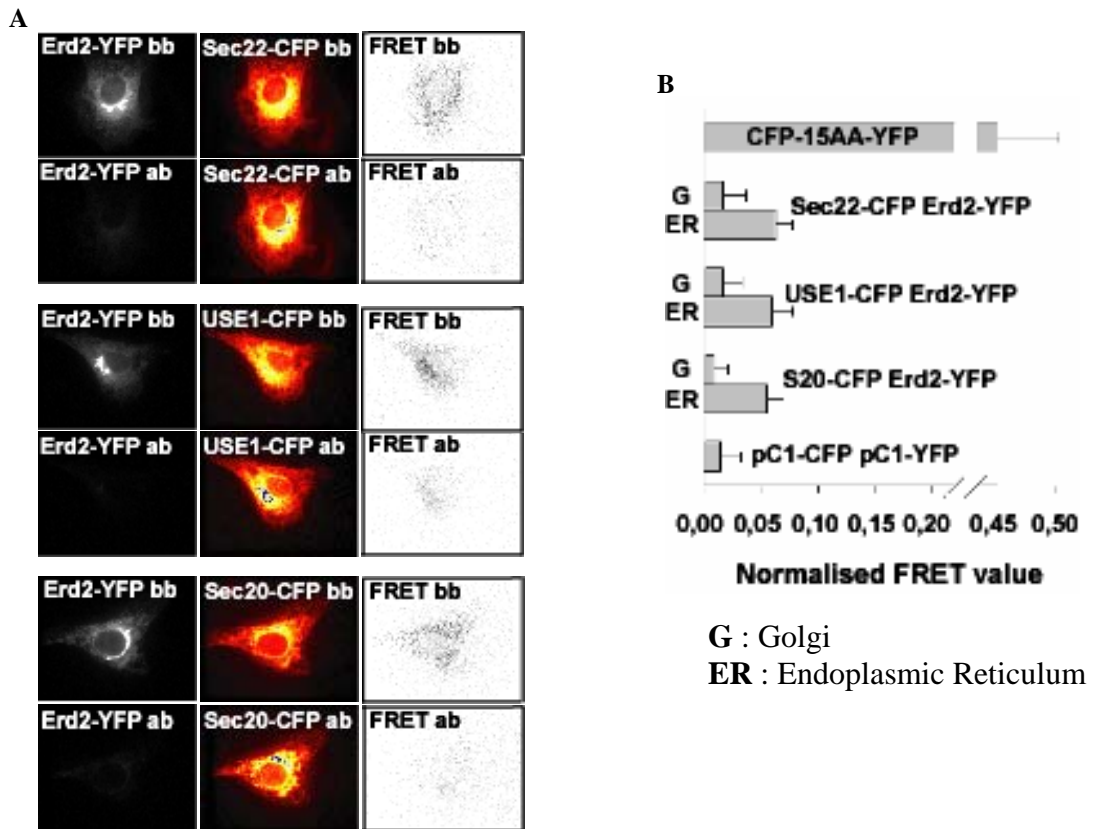 A
Erd2-YFP bb Sec22-CFP bb FRET bb
Erd2-YFP ab Sec22-CFP ab FRET ab
Erd2-YFP bb USE1-CFP bb FRET bb
Erd2-YFP ab USE1-CFP ab FRET ab
Erd2-YFP bb Sec20-CFP bb FRET bb
Erd2-YFP ab Sec20-CFP ab FRET ab
B
CFP-15AA-YFP
G
ER
Sec22-CFP Erd2-YFP
G
ER
USE1-CFP Erd2-YFP
G
ER
S20-CFP Erd2-YFP
pC1-CFP pC1-YFP
0,00 0,05 0,10 0,15 0,20 0,45 0,50
Normalised FRET value
G : Golgi
ER : Endoplasmic Reticulum